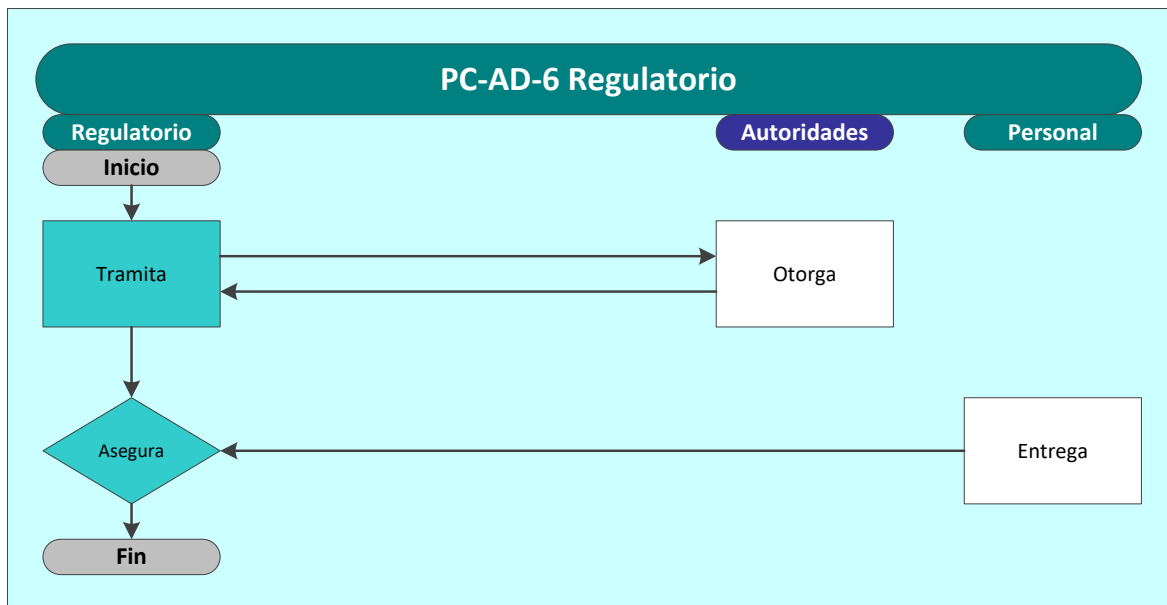 PC-AD-6 Regulatorio
Regulatorio
Autoridades
Personal
Inicio
Tramita
Otorga
Asegura
Entrega
Fin